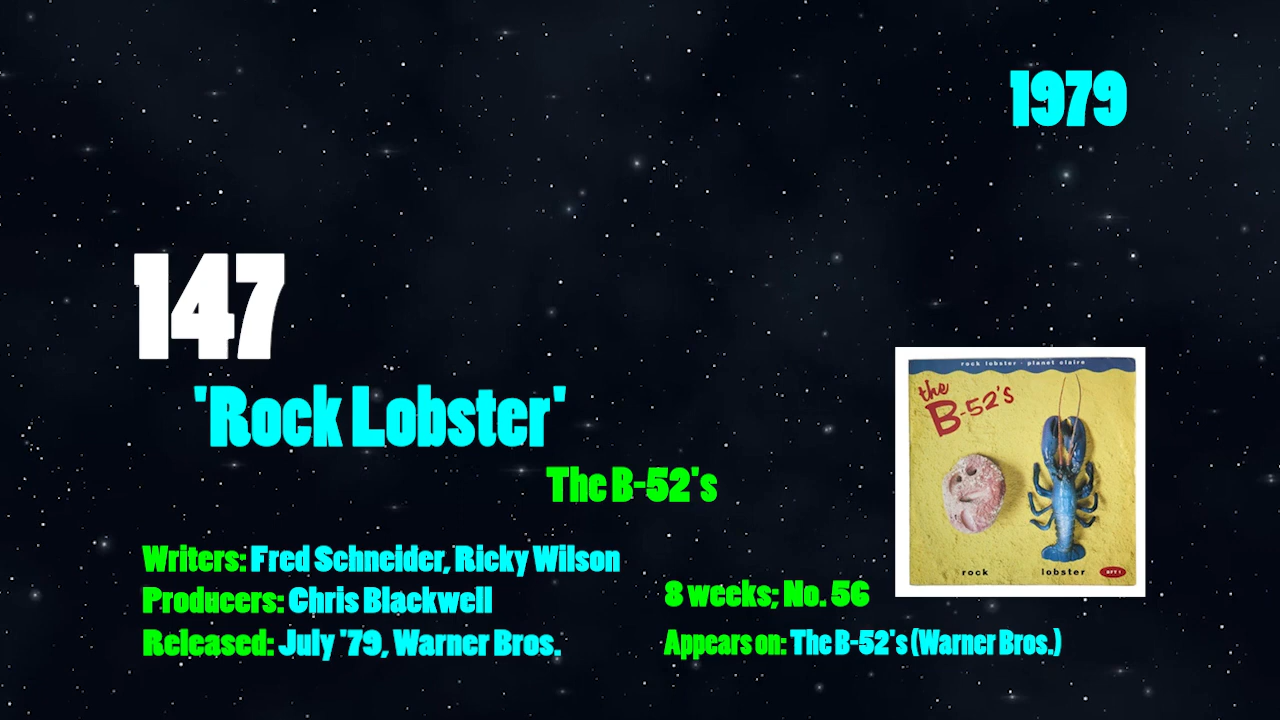 1979
147
'Rock Lobster'
The B-52's
Writers: Fred Schneider, Ricky Wilson
Producers: Chris Blackwell
Released: July '79, Warner Bros.
8 weeks; No. 56
Appears on: The B-52's (Warner Bros.)
rock lobster · planet claire
the
B-52's
rock lobster